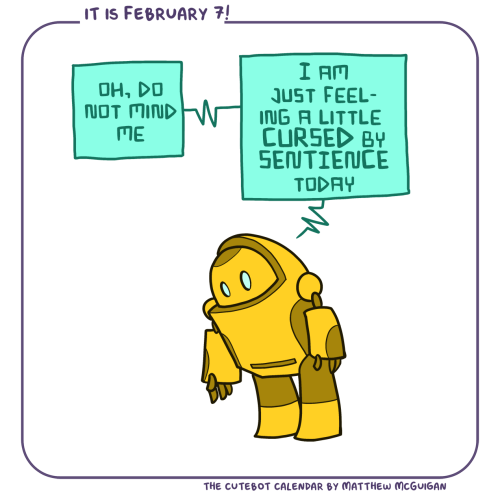 IT IS FEBRUARY 7!
OH, DO
NOT MIND
ME
I AM
JUST FEEL-
ING A LITTLE
CURSED BY
SENTIENCE
TODAY
THE CUTEBOT CALENDAR BY MATTHEW MCGUIGAN